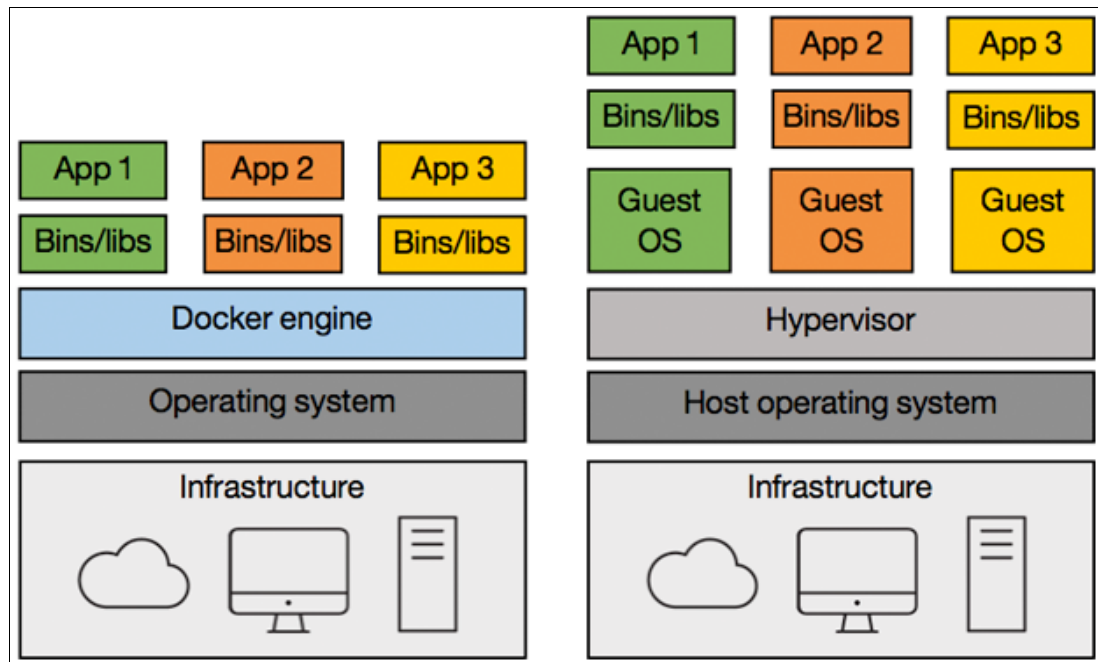 App 1
App 2
App 3
Bins/libs
Bins/libs
Bins/libs
Docker engine
Operating system
Infrastructure
App 1
App 2
App 3
Bins/libs
Bins/libs
Bins/libs
Guest
OS
Guest
OS
Guest
OS
Hypervisor
Host operating system
Infrastructure